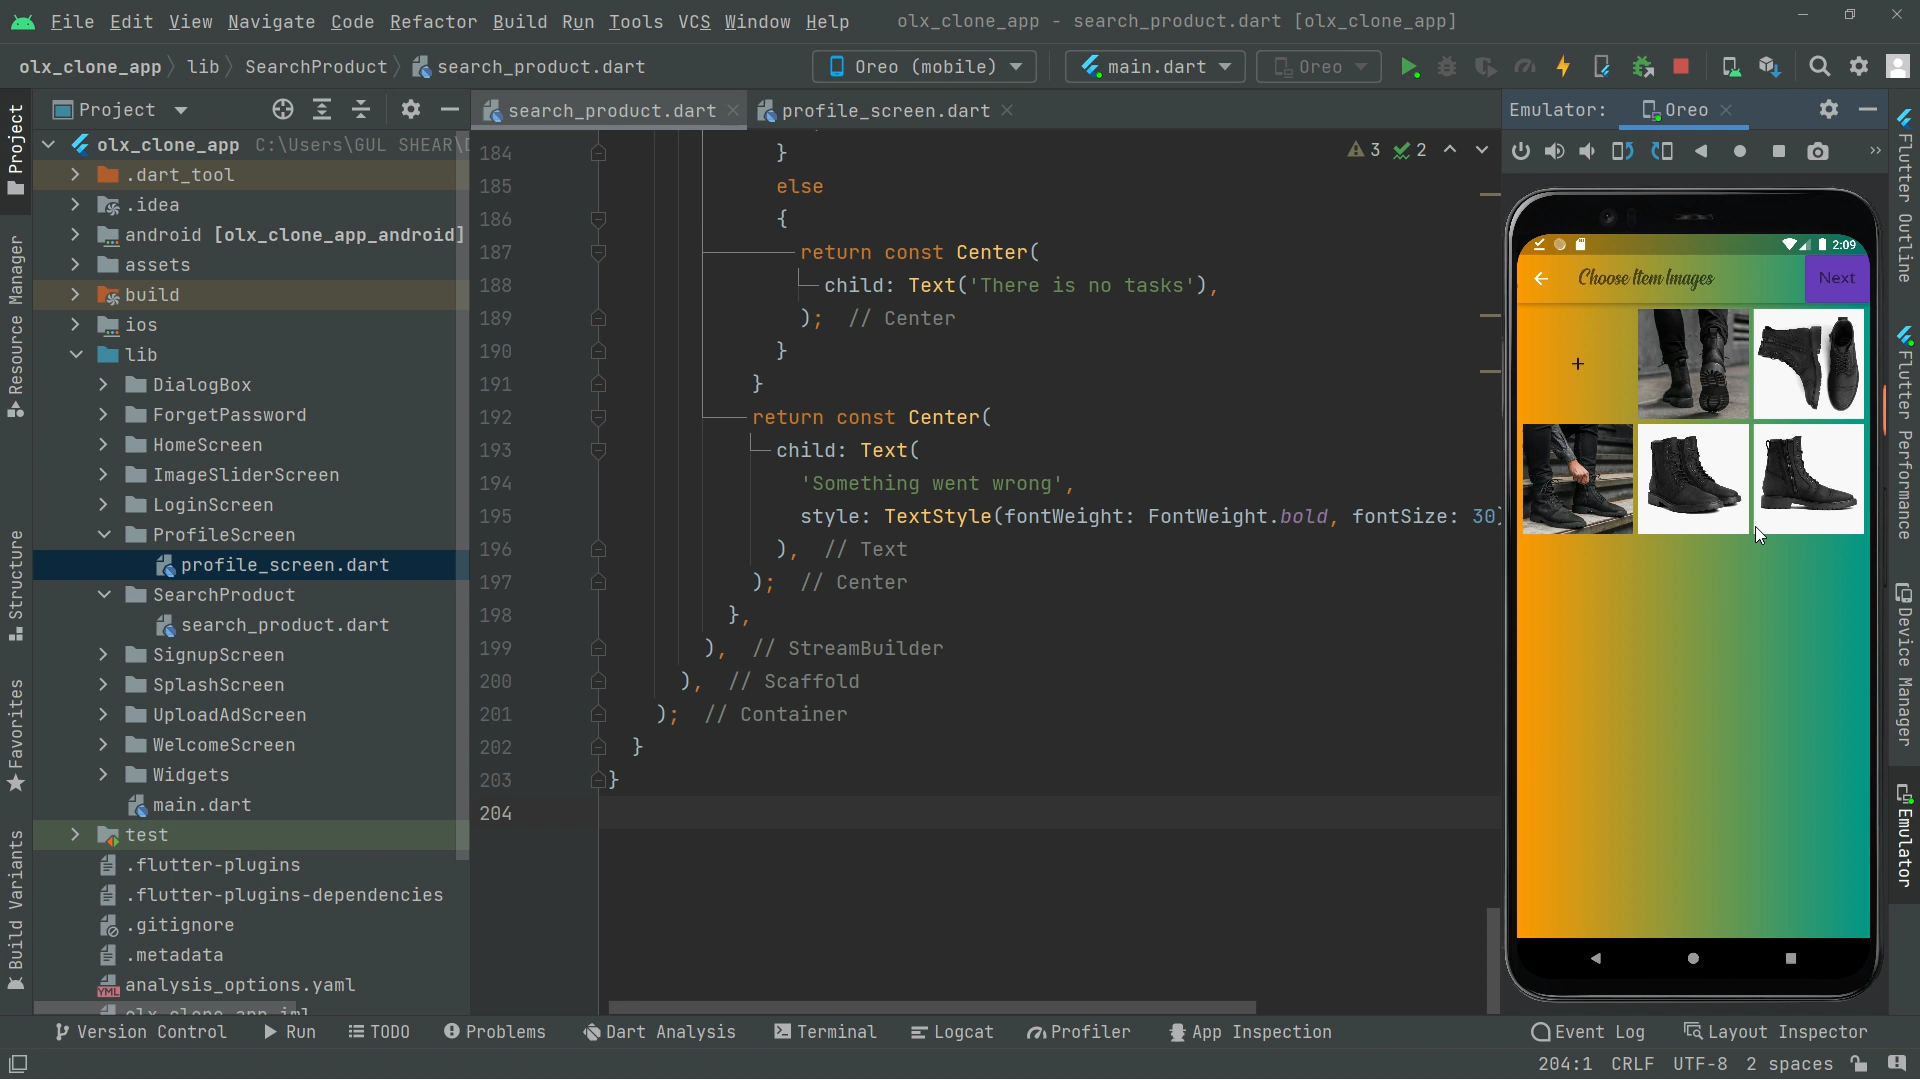 File Edit View Navigate Code Refactor Build Run Tools VCS Window Help olx_clone_app - search_product.dart [olx_clone_app]
olx_clone_app lib SearchProduct search_product.dart Oreo (mobile) main.dart Oreo
Project
search_product.dart profile_screen.dart
Emulator: Oreo
olx_clone_app C:\Users\GUL SHEAR\
.dart_tool
.idea
android [olx_clone_app_android]
assets
build
ios
lib
DialogBox
ForgetPassword
HomeScreen
ImageSliderScreen
LoginScreen
ProfileScreen
profile_screen.dart
SearchProduct
search_product.dart
SignupScreen
SplashScreen
UploadAdScreen
WelcomeScreen
Widgets
main.dart
test
.flutter-plugins
.flutter-plugins-dependencies
.gitignore
.metadata
analysis_options.yaml
3 2
184 }
185 else
186 {
187 return const Center(
188 child: Text('There is no tasks'),
189 ); // Center
190 }
191 }
192 return const Center(
193 child: Text(
194 'Something went wrong',
195 style: TextStyle(fontWeight: FontWeight.bold, fontSize: 30)
196 ), // Text
197 ); // Center
198 },
199 ), // StreamBuilder
200 ), // Scaffold
201 ); // Container
202 }
203 }
204
2:09
Choose Item Images Next
+
Project
Resource Manager
Structure
Favorites
Build Variants
Flutter Outline
Flutter Performance
Device Manager
Emulator
Version Control Run TODO Problems Dart Analysis Terminal Logcat Profiler App Inspection Event Log Layout Inspector
204:1 CRLF UTF-8 2 spaces